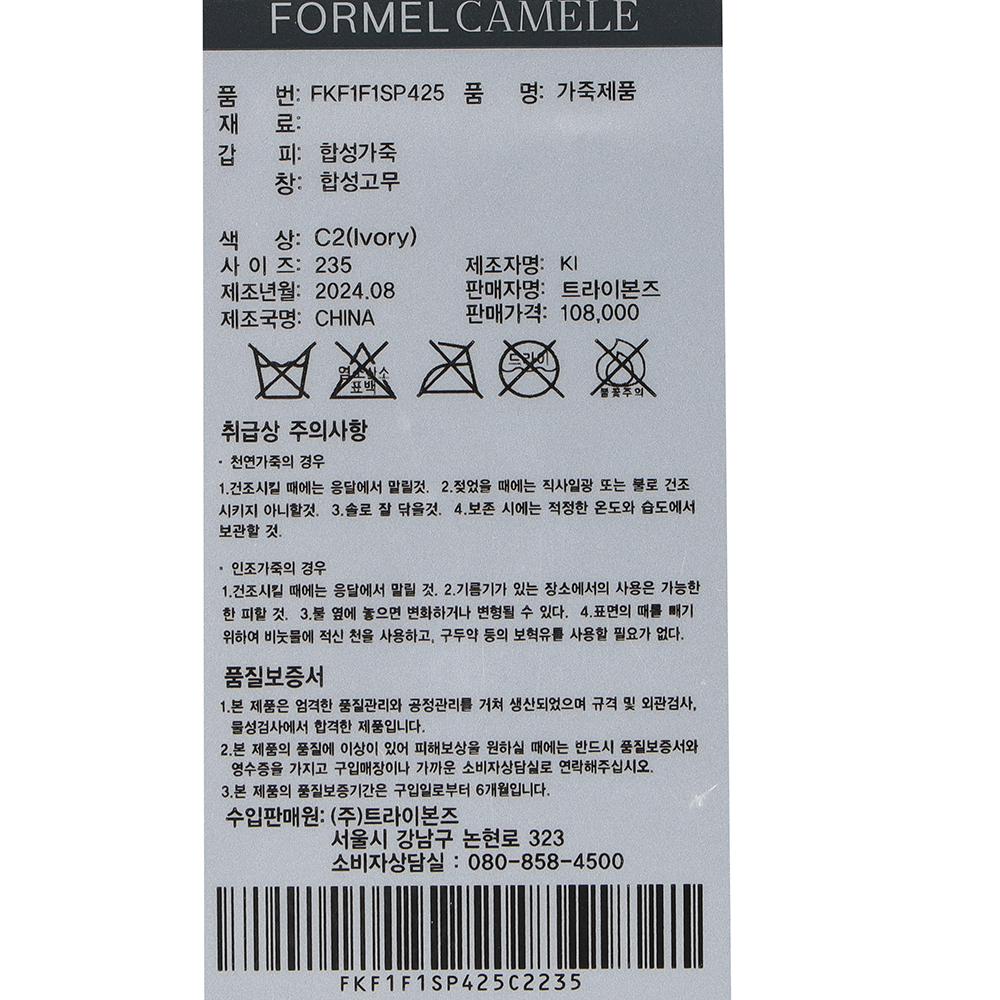 FORMELCAMELE
품 번: FKF1F1SP425 품 명: 가죽제품
재 료:
갑 피: 합성가죽
창: 합성고무
색 상: C2(Ivory)
사 이 즈: 235 제조자명: KI
제조년월: 2024.08 판매자명: 트라이본즈
제조국명: CHINA 판매가격: 108,000
염소산소 드라이
표백 불꽃주의
취급상 주의사항
· 천연가죽의 경우
1.건조시킬 때에는 응달에서 말릴것. 2.젖었을 때에는 직사일광 또는 불로 건조
시키지 아니할것. 3.솔로 잘 닦을것. 4.보존 시에는 적정한 온도와 습도에서
보관할 것.
· 인조가죽의 경우
1.건조시킬 때에는 응달에서 말릴 것. 2.기름기가 있는 장소에서의 사용은 가능한
한 피할 것. 3.불 옆에 놓으면 변화하거나 변형될 수 있다. 4.표면의 때를 빼기
위하여 비눗물에 적신 천을 사용하고, 구두약 등의 보혁유를 사용할 필요가 없다.
품질보증서
1.본 제품은 엄격한 품질관리와 공정관리를 거쳐 생산되었으며 규격 및 외관검사,
물성검사에서 합격한 제품입니다.
2.본 제품의 품질에 이상이 있어 피해보상을 원하실 때에는 반드시 품질보증서와
영수증을 가지고 구입매장이나 가까운 소비자상담실로 연락해주십시오.
3.본 제품의 품질보증기간은 구입일로부터 6개월입니다.
수입판매원: (주)트라이본즈
서울시 강남구 논현로 323
소비자상담실 : 080-858-4500
FKF1F1SP425C2235